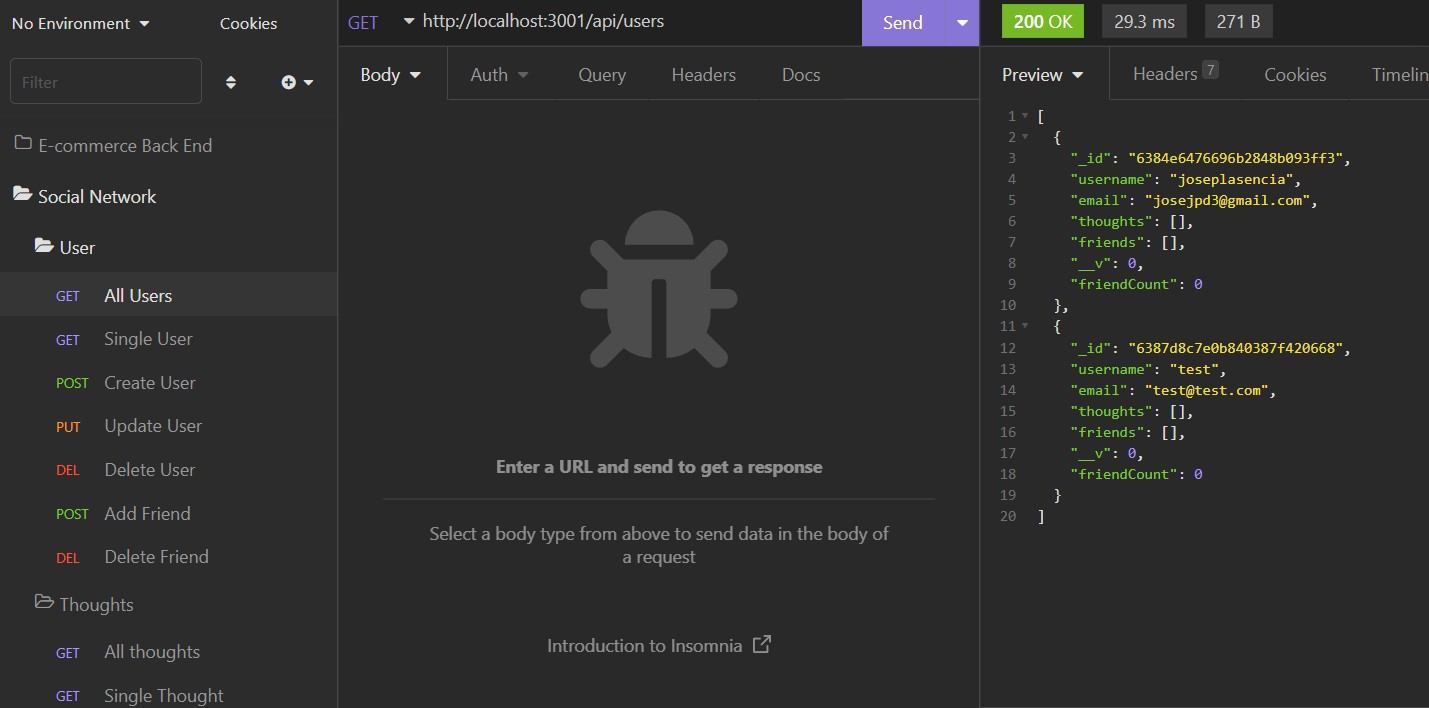 No Environment
Cookies
Filter
E-commerce Back End
Social Network
User
GET All Users
GET Single User
POST Create User
PUT Update User
DEL Delete User
POST Add Friend
DEL Delete Friend
Thoughts
GET All thoughts
GET Single Thought
GET http://localhost:3001/api/users Send
Body Auth Query Headers Docs
Enter a URL and send to get a response
Select a body type from above to send data in the body of
a request
Introduction to Insomnia
200 OK 29.3 ms 271 B
Preview Headers 7 Cookies Timelin
1 [
2 {
3 "_id": "6384e6476696b2848b093ff3",
4 "username": "joseplasencia",
5 "email": "josejpd3@gmail.com",
6 "thoughts": [],
7 "friends": [],
8 "__v": 0,
9 "friendCount": 0
10 },
11 {
12 "_id": "6387d8c7e0b840387f420668",
13 "username": "test",
14 "email": "test@test.com",
15 "thoughts": [],
16 "friends": [],
17 "__v": 0,
18 "friendCount": 0
19 }
20 ]